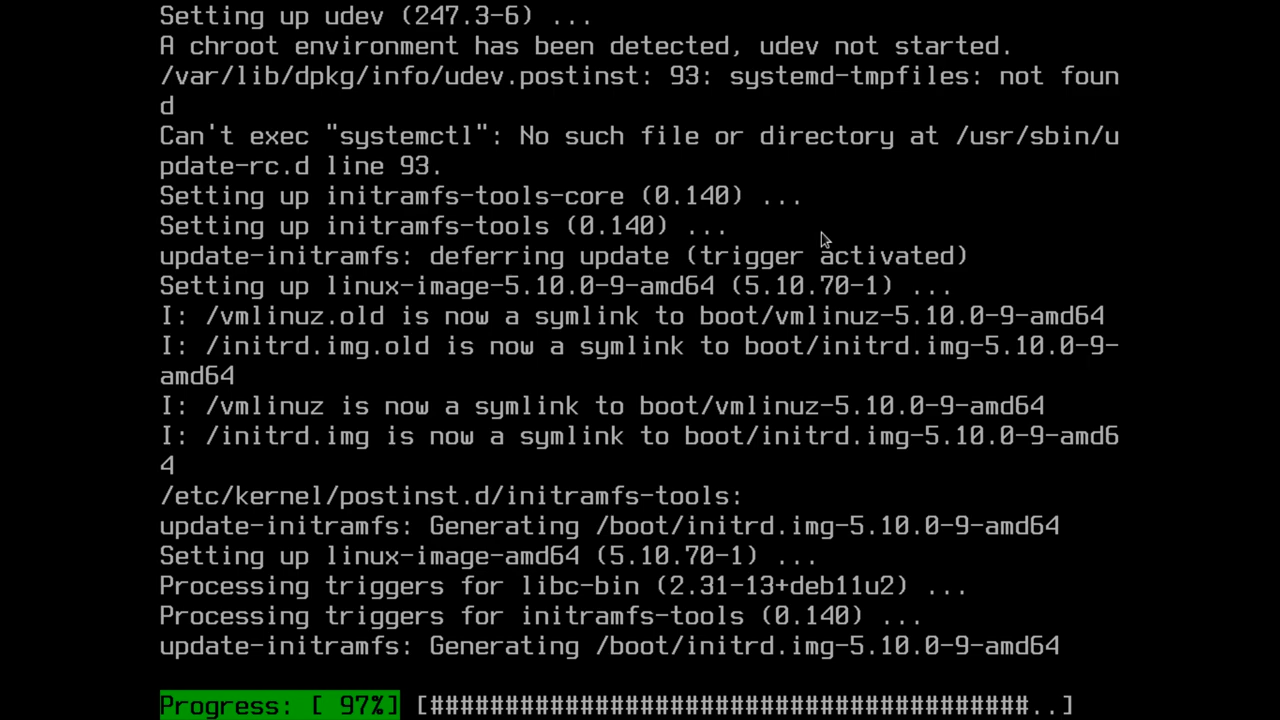 Setting up udev (247.3-6) ...
A chroot environment has been detected, udev not started.
/var/lib/dpkg/info/udev.postinst: 93: systemd-tmpfiles: not foun
d
Can't exec "systemctl": No such file or directory at /usr/sbin/u
pdate-rc.d line 93.
Setting up initramfs-tools-core (0.140) ...
Setting up initramfs-tools (0.140) ...
update-initramfs: deferring update (trigger activated)
Setting up linux-image-5.10.0-9-amd64 (5.10.70-1) ...
I: /vmlinuz.old is now a symlink to boot/vmlinuz-5.10.0-9-amd64
I: /initrd.img.old is now a symlink to boot/initrd.img-5.10.0-9-
amd64
I: /vmlinuz is now a symlink to boot/vmlinuz-5.10.0-9-amd64
I: /initrd.img is now a symlink to boot/initrd.img-5.10.0-9-amd6
4
/etc/kernel/postinst.d/initramfs-tools:
update-initramfs: Generating /boot/initrd.img-5.10.0-9-amd64
Setting up linux-image-amd64 (5.10.70-1) ...
Processing triggers for libc-bin (2.31-13+deb11u2) ...
Processing triggers for initramfs-tools (0.140) ...
update-initramfs: Generating /boot/initrd.img-5.10.0-9-amd64
Progress: [ 97%] [########################################..]